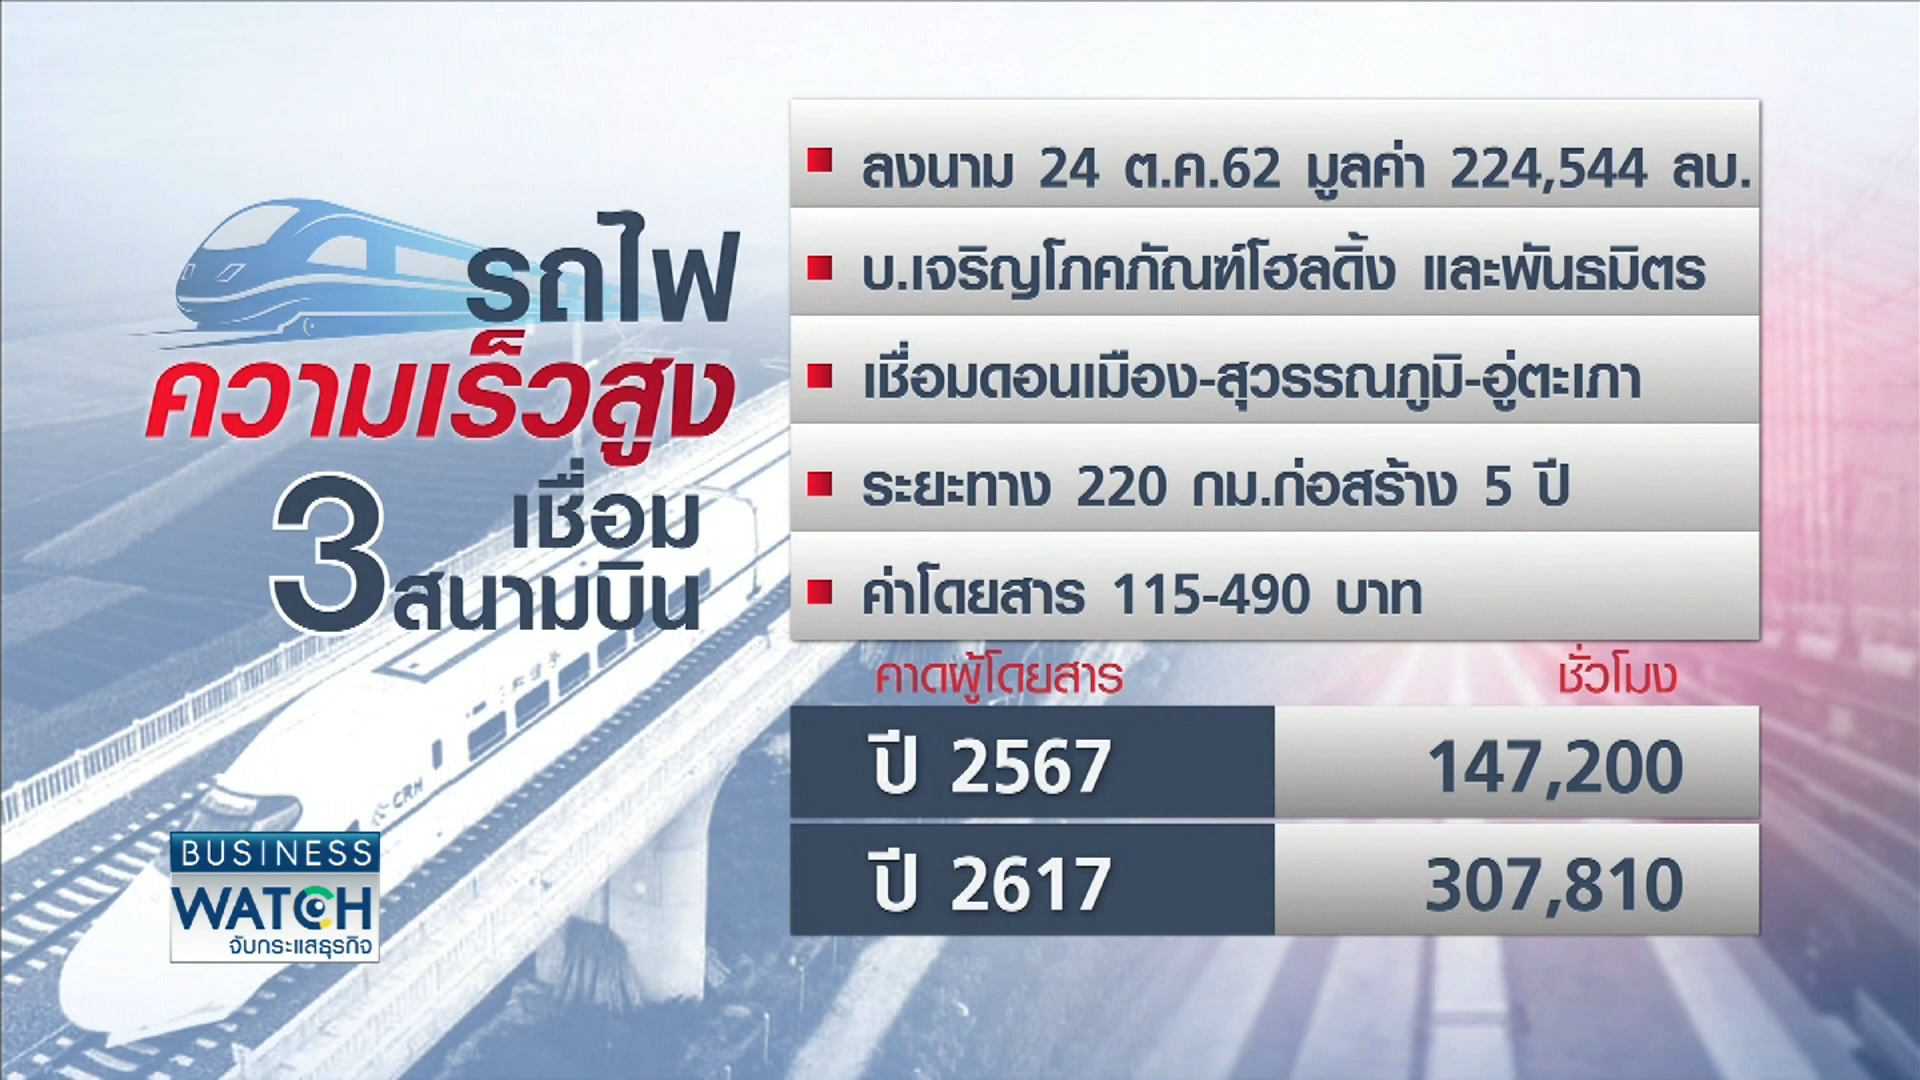 รถไฟ
ความเร็วสูง
เชื่อม
3 สนามบิน
ลงนาม 24 ต.ค.62 มูลค่า 224,544 ลบ.
บ.เจริญโภคภัณฑ์โฮลดิ้ง และพันธมิตร
เชื่อมดอนเมือง-สุวรรณภูมิ-อู่ตะเภา
ระยะทาง 220 กม.ก่อสร้าง 5 ปี
ค่าโดยสาร 115-490 บาท
คาดผู้โดยสาร ชั่วโมง
ปี 2567 147,200
ปี 2617 307,810
CRH
BUSINESS
WATCH
จับกระแสธุรกิจ